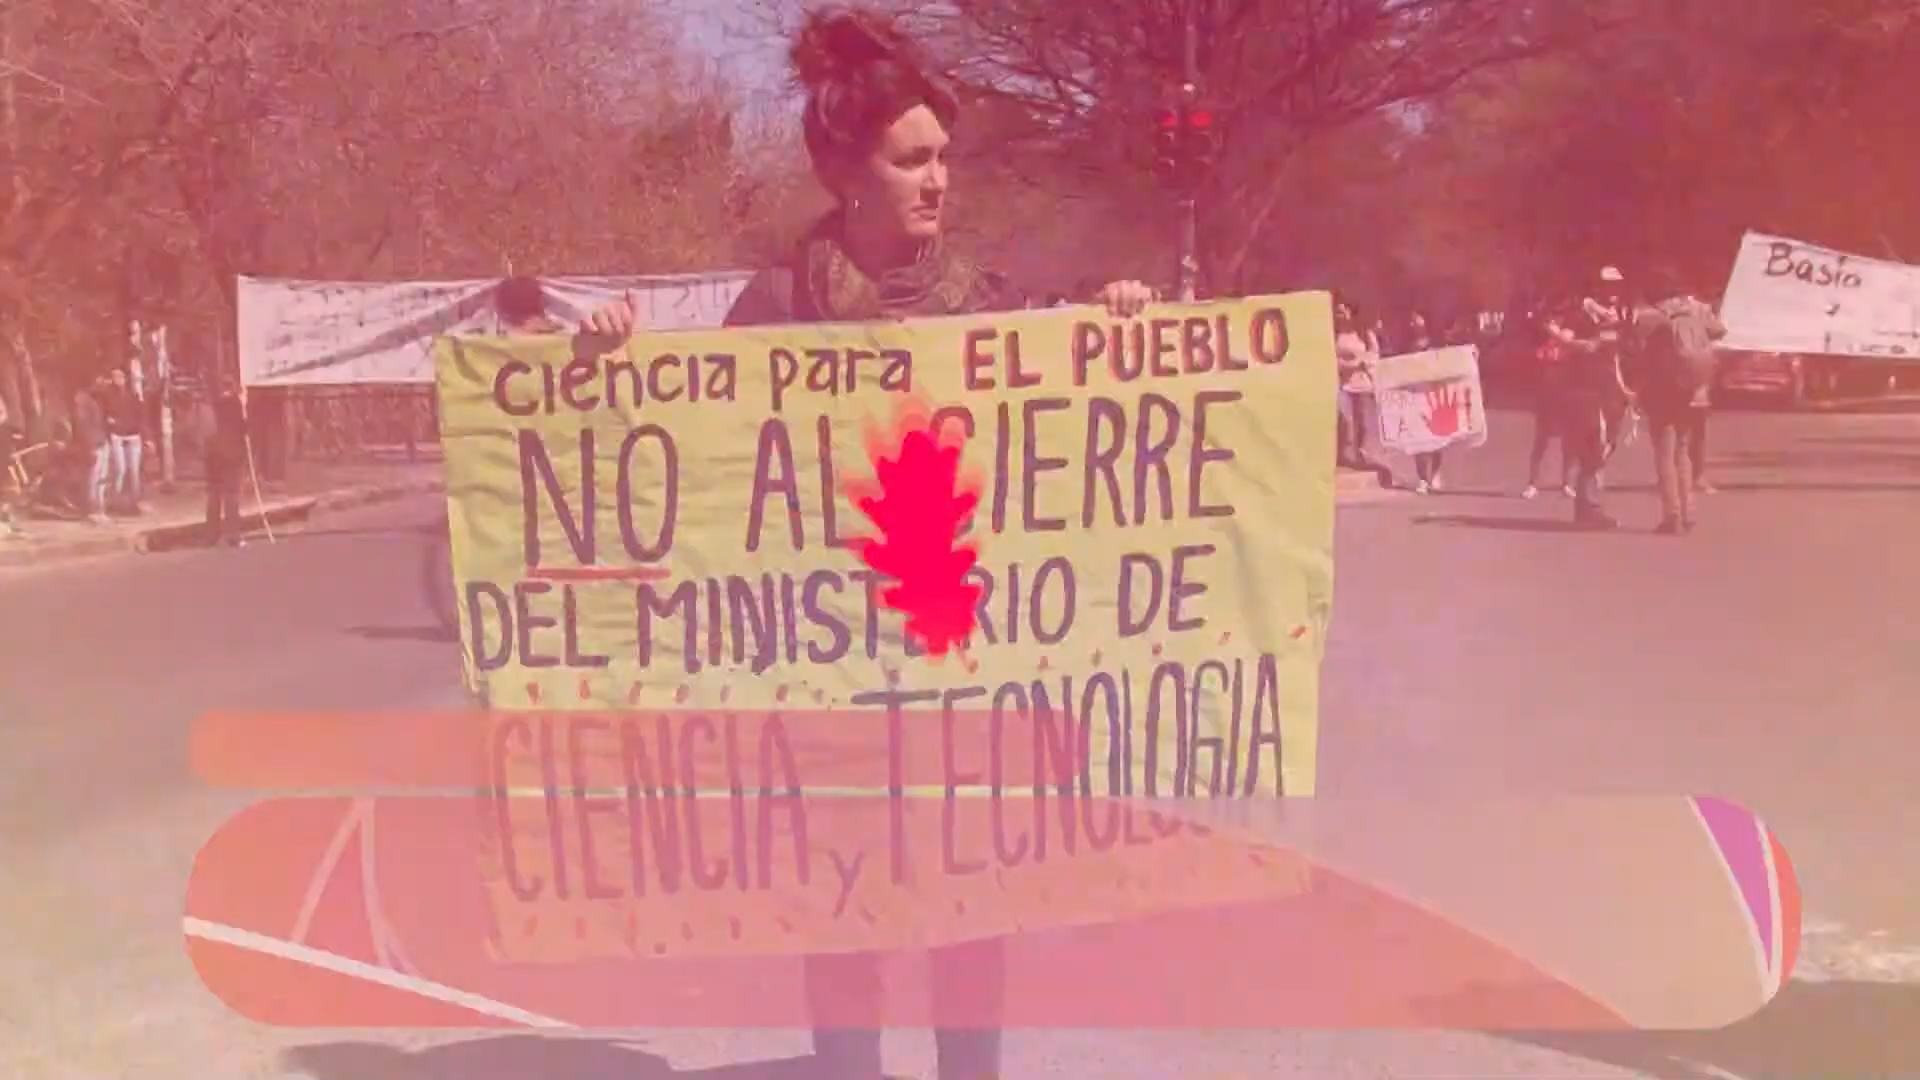 ciencia para EL PUEBLO
NO AL CIERRE
DEL MINISTERIO DE
CIENCIA y TECNOLOGIA
Basta
y